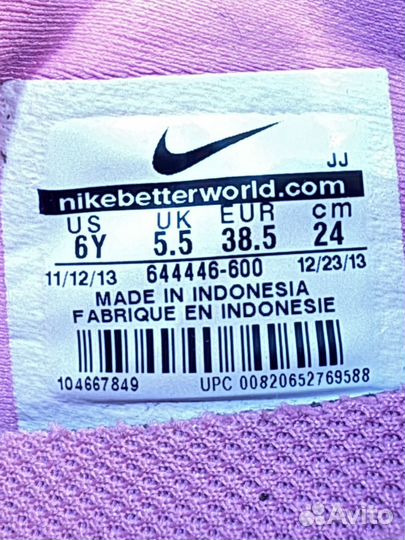 JJ
nikebetterworld.com
US UK EUR cm
6Y 5.5 38.5 24
11/12/13 644446-600 12/23/13
MADE IN INDONESIA
FABRIQUE EN INDONESIE
104667849 UPC 00820652769588
Avito